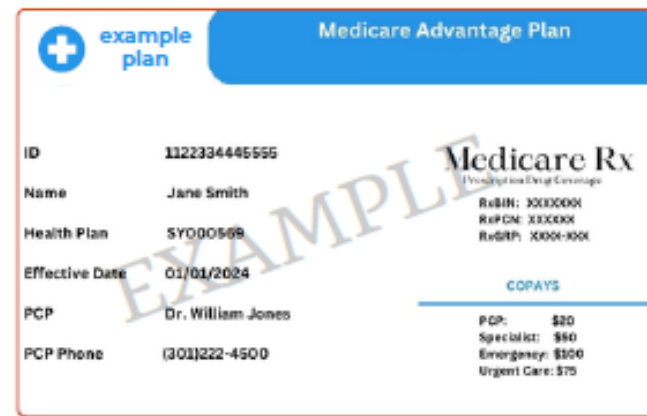 example
plan
Medicare Advantage Plan
ID 1122334445555
Name Jane Smith
Health Plan SY000569
Effective Date 01/01/2024
PCP Dr. William Jones
PCP Phone (301)222-4500
EXAMPLE
Medicare Rx
Prescription Drug Coverage
RxBIN: XXXXXXXX
RxPCN: XXXXXX
RxGRP: XXXX-XXX
COPAYS
PCP: $20
Specialist: $50
Emergency: $100
Urgent Care: $75